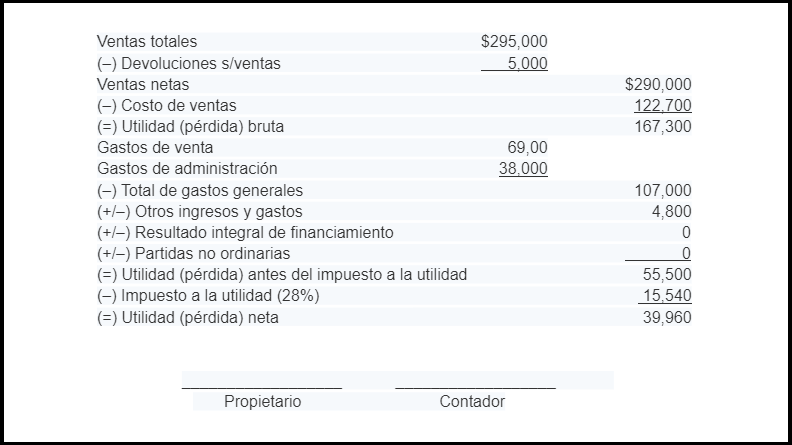 Ventas totales $295,000
(–) Devoluciones s/ventas 5,000
Ventas netas $290,000
(–) Costo de ventas 122,700
(=) Utilidad (pérdida) bruta 167,300
Gastos de venta 69,00
Gastos de administración 38,000
(–) Total de gastos generales 107,000
(+/–) Otros ingresos y gastos 4,800
(+/–) Resultado integral de financiamiento 0
(+/–) Partidas no ordinarias 0
(=) Utilidad (pérdida) antes del impuesto a la utilidad 55,500
(–) Impuesto a la utilidad (28%) 15,540
(=) Utilidad (pérdida) neta 39,960
Propietario Contador